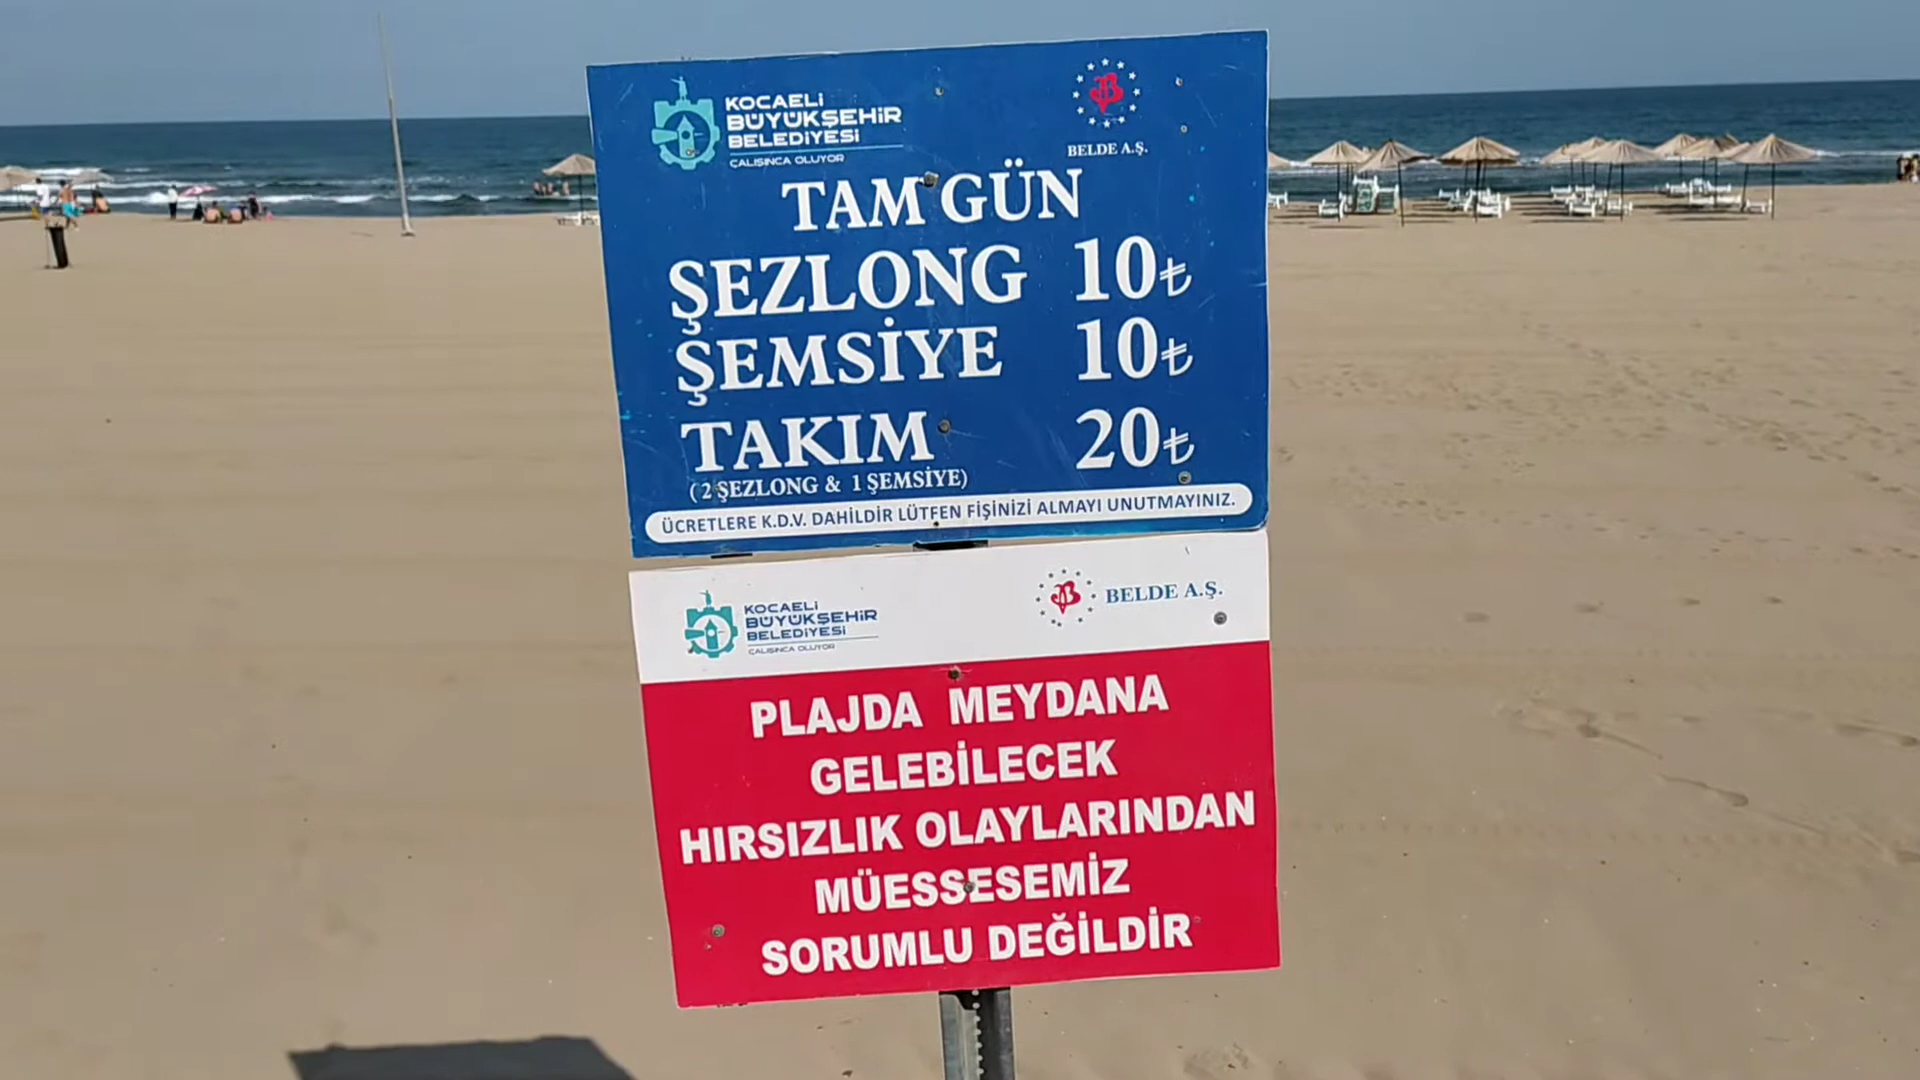 KOCAELİ
BÜYÜKŞEHİR
BELEDİYESİ
ÇALIŞINCA OLUYOR
BELDE A.Ş.
TAM GÜN
ŞEZLONG 10₺
ŞEMSİYE 10₺
TAKIM 20₺
(2 ŞEZLONG & 1 ŞEMSİYE)
ÜCRETLERE K.D.V. DAHİLDİR LÜTFEN FİŞİNİZİ ALMAYI UNUTMAYINIZ.
KOCAELİ
BÜYÜKŞEHİR
BELEDİYESİ
ÇALIŞINCA OLUYOR
BELDE A.Ş.
PLAJDA MEYDANA
GELEBİLECEK
HIRSIZLIK OLAYLARINDAN
MÜESSESEMİZ
SORUMLU DEĞİLDİR